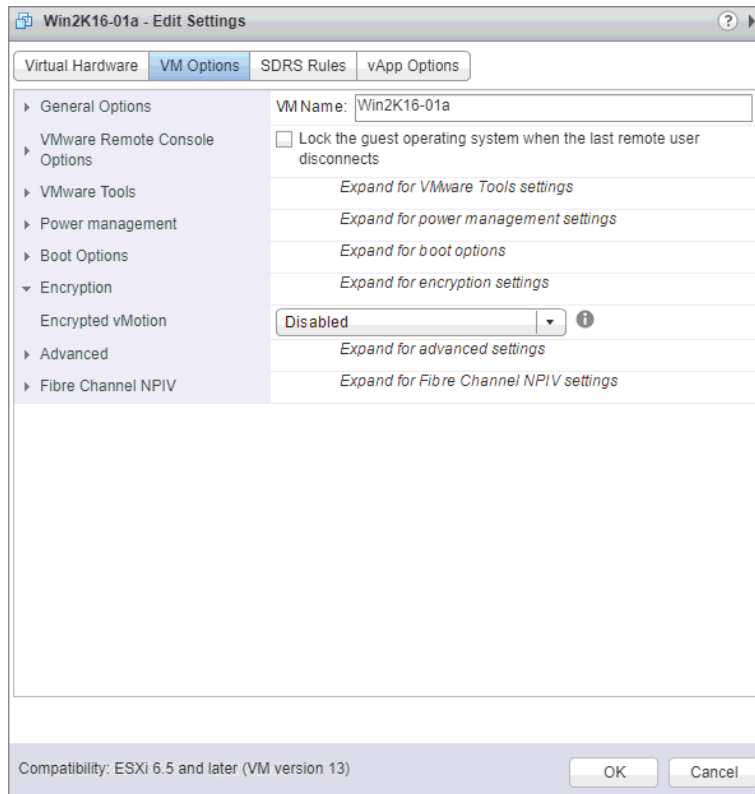 Win2K16-01a - Edit Settings ?
Virtual Hardware VM Options SDRS Rules vApp Options
General Options VM Name: Win2K16-01a
VMware Remote Console Options Lock the guest operating system when the last remote user disconnects
VMware Tools Expand for VMware Tools settings
Power management Expand for power management settings
Boot Options Expand for boot options
Encryption Expand for encryption settings
Encrypted vMotion Disabled
Advanced Expand for advanced settings
Fibre Channel NPIV Expand for Fibre Channel NPIV settings
Compatibility: ESXi 6.5 and later (VM version 13) OK Cancel